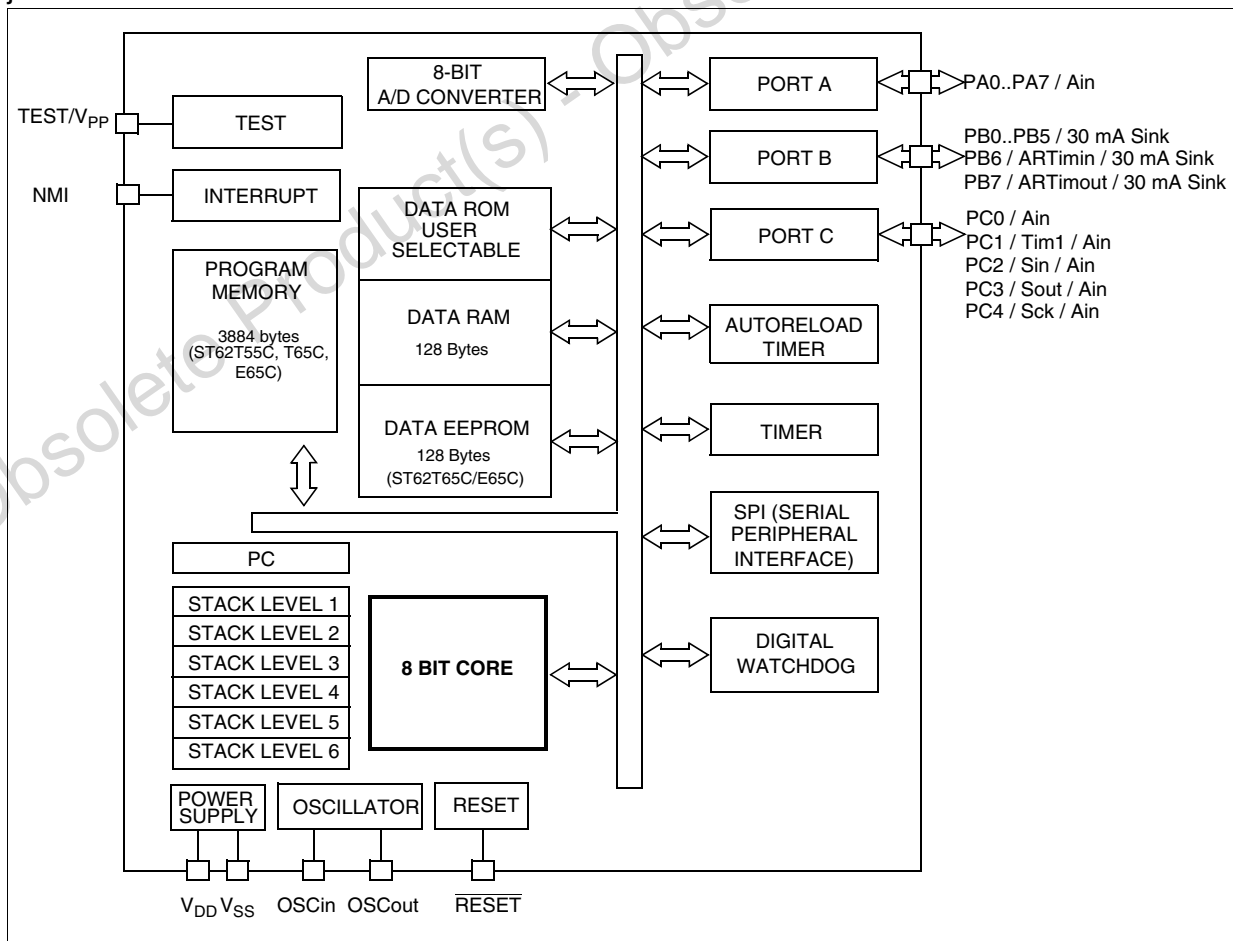 8-BIT
A/D CONVERTER
PORT A
PA0..PA7 / Ain
TEST/VPP
TEST
PORT B
PB0..PB5 / 30 mA Sink
PB6 / ARTimin / 30 mA Sink
PB7 / ARTimout / 30 mA Sink
NMI
INTERRUPT
DATA ROM
USER
SELECTABLE
PORT C
PC0 / Ain
PC1 / Tim1 / Ain
PC2 / Sin / Ain
PC3 / Sout / Ain
PC4 / Sck / Ain
PROGRAM
MEMORY
3884 bytes
(ST62T55C, T65C,
E65C)
DATA RAM
128 Bytes
AUTORELOAD
TIMER
DATA EEPROM
128 Bytes
(ST62T65C/E65C)
TIMER
SPI (SERIAL
PERIPHERAL
INTERFACE)
PC
STACK LEVEL 1
STACK LEVEL 2
STACK LEVEL 3
STACK LEVEL 4
STACK LEVEL 5
STACK LEVEL 6
8 BIT CORE
DIGITAL
WATCHDOG
POWER
SUPPLY
OSCILLATOR
RESET
VDD VSS OSCin OSCout RESET
Obsolete Product(s) - Obso